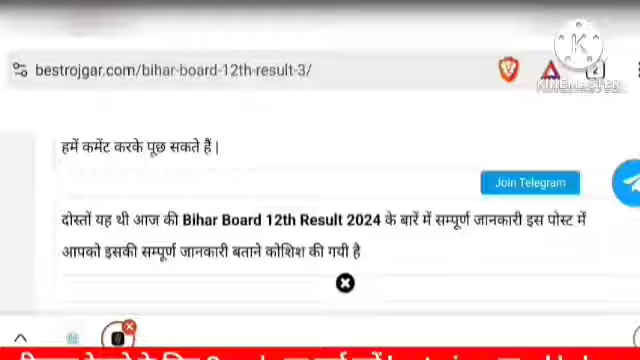 bestrojgar.com/bihar-board-12th-result-3/
KINEMASTER
हमें कमेंट करके पूछ सकते हैं |
Join Telegram
दोस्तों यह थी आज की Bihar Board 12th Result 2024 के बारें में सम्पूर्ण जानकारी इस पोस्ट में
आपको इसकी सम्पूर्ण जानकारी बताने कोशिश की गयी है